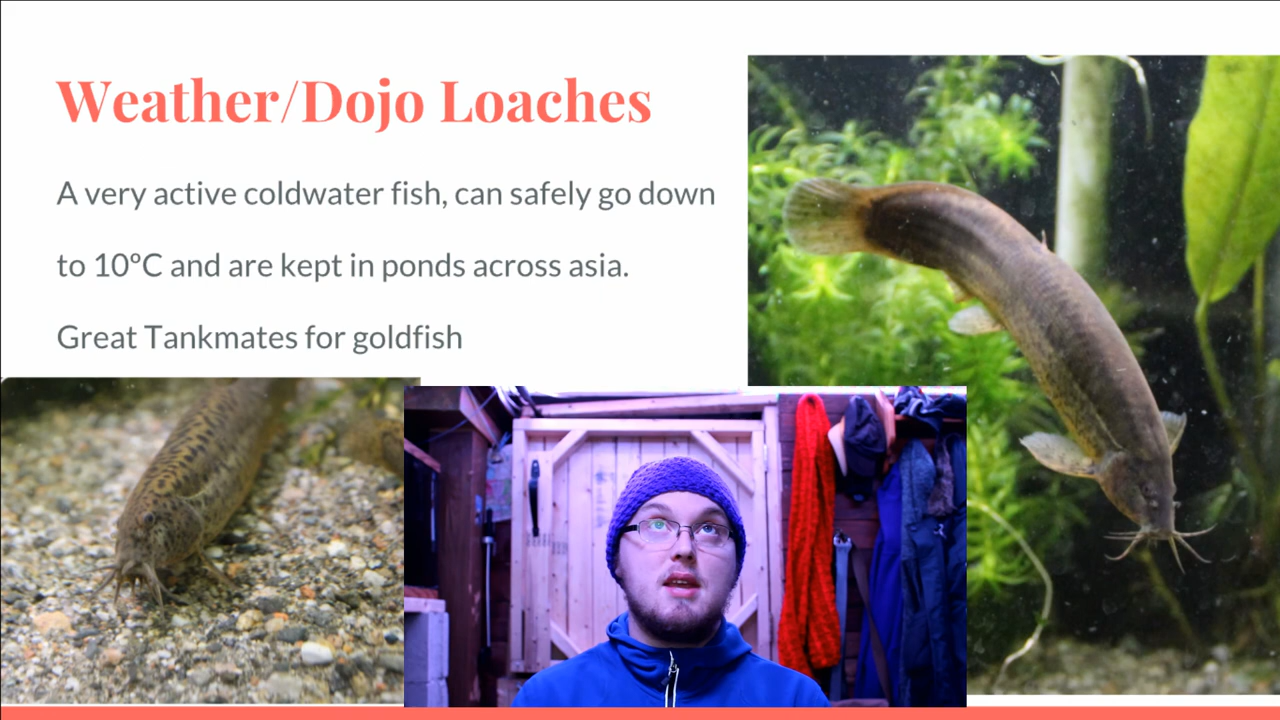 Weather/Dojo Loaches
A very active coldwater fish, can safely go down
to 10°C and are kept in ponds across asia.
Great Tankmates for goldfish